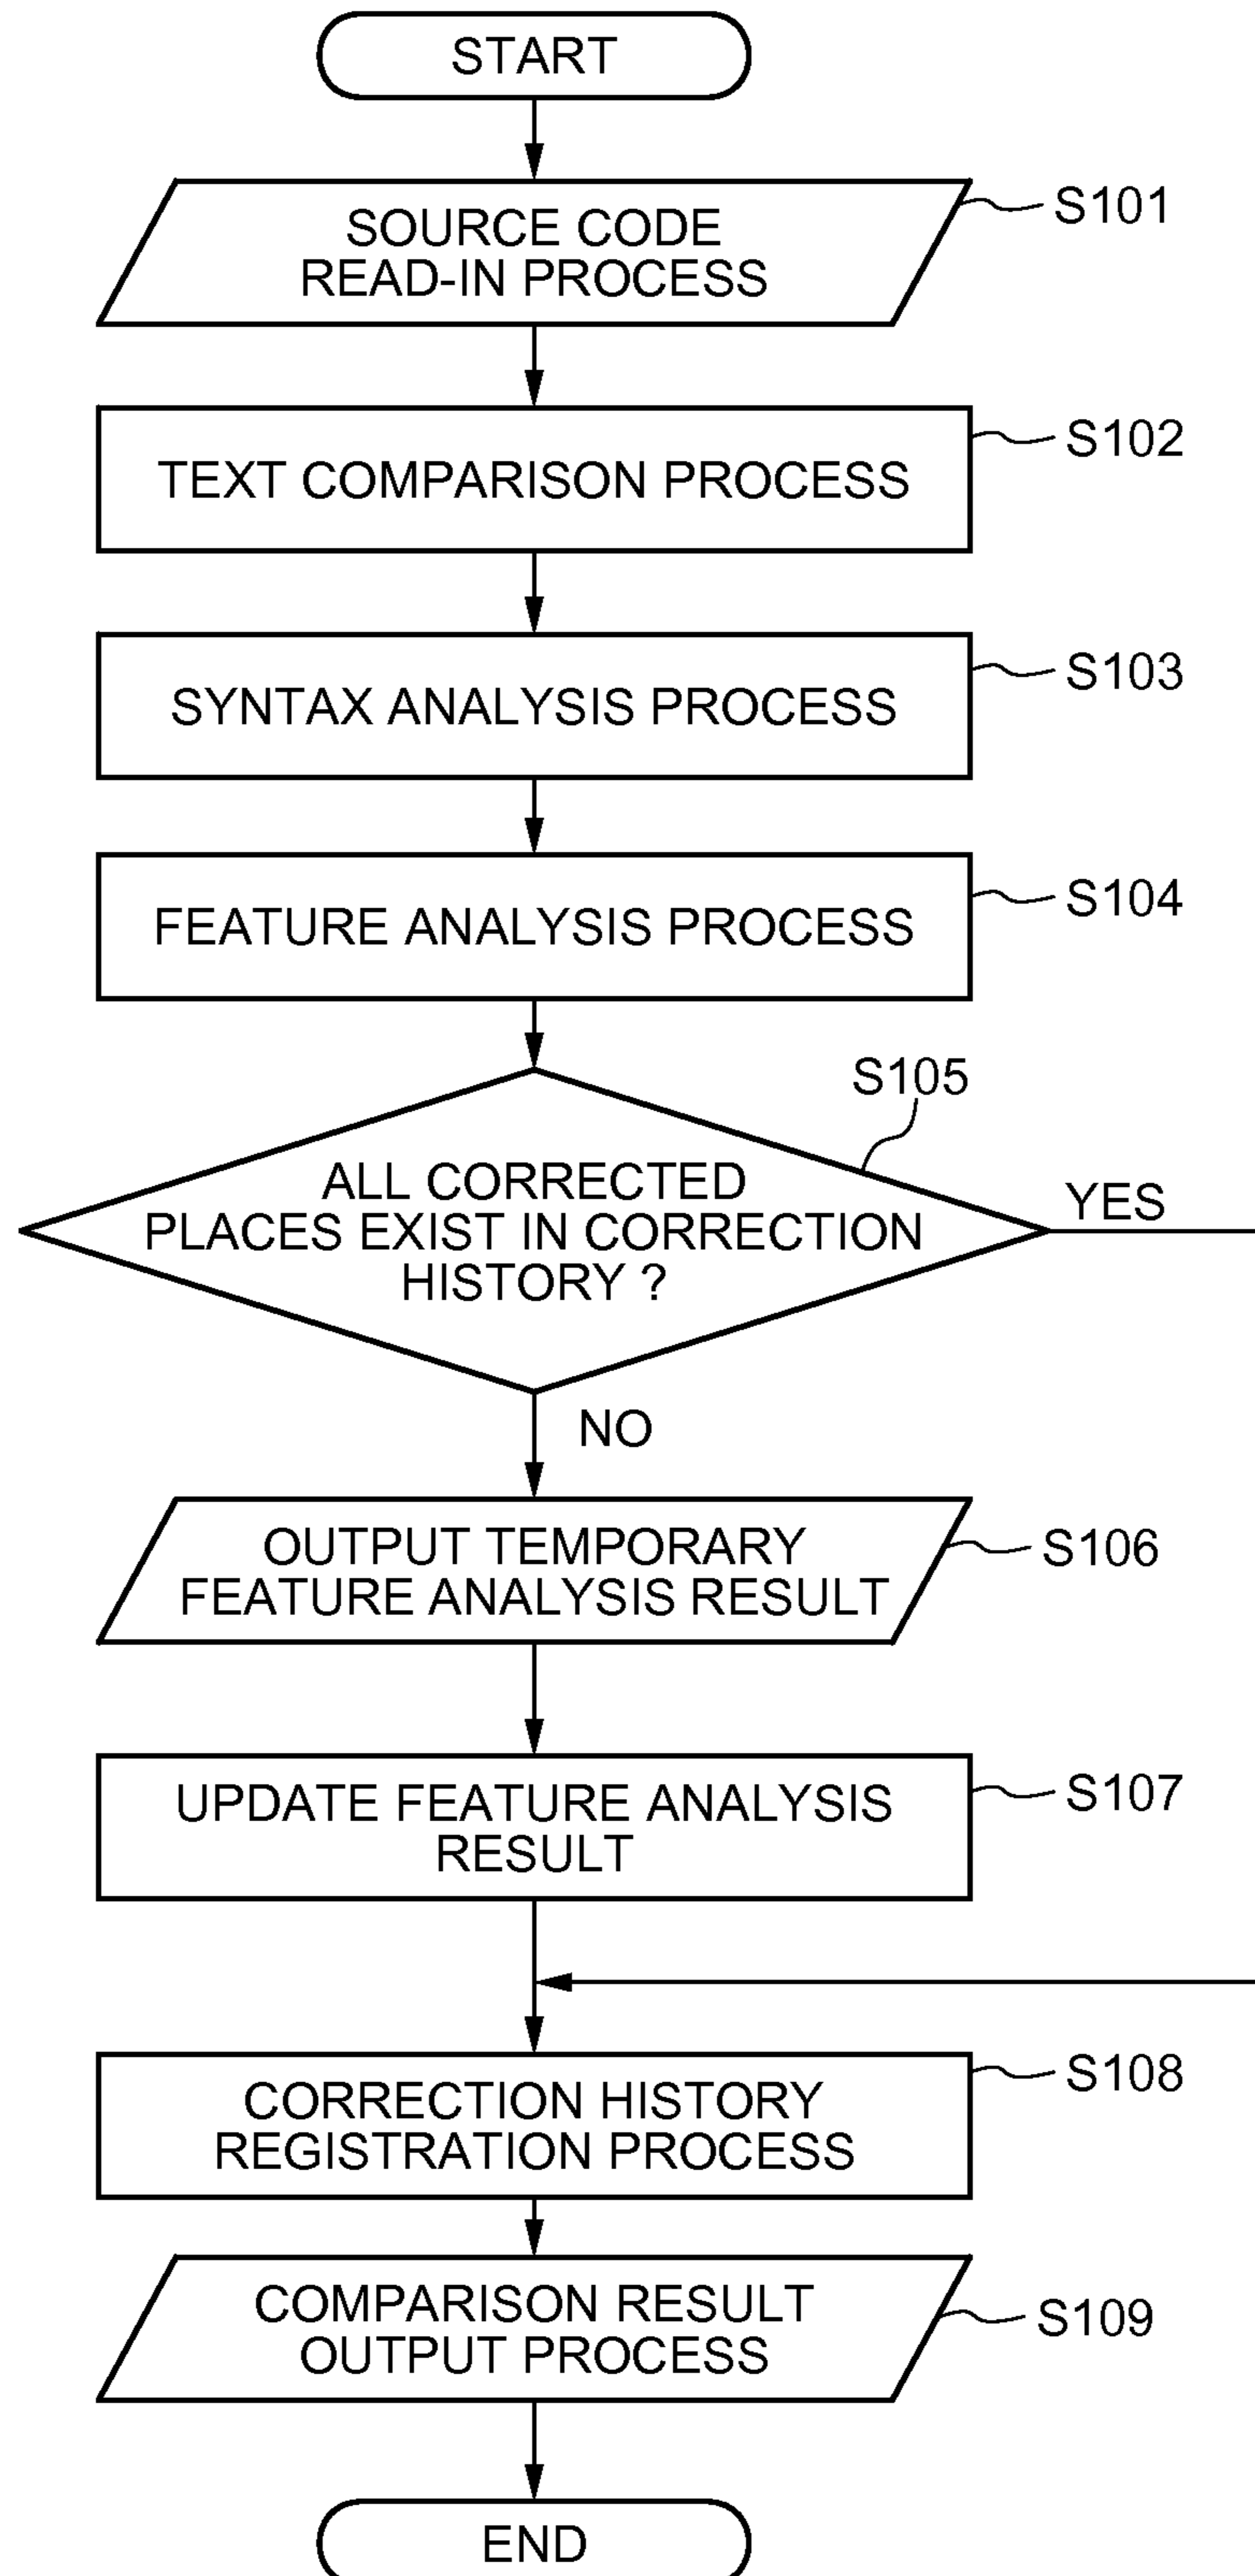 START
SOURCE CODE
READ-IN PROCESS
S101
TEXT COMPARISON PROCESS
S102
SYNTAX ANALYSIS PROCESS
S103
FEATURE ANALYSIS PROCESS
S104
S105
ALL CORRECTED
PLACES EXIST IN CORRECTION
HISTORY ?
YES
NO
OUTPUT TEMPORARY
FEATURE ANALYSIS RESULT
S106
UPDATE FEATURE ANALYSIS
RESULT
S107
CORRECTION HISTORY
REGISTRATION PROCESS
S108
COMPARISON RESULT
OUTPUT PROCESS
S109
END